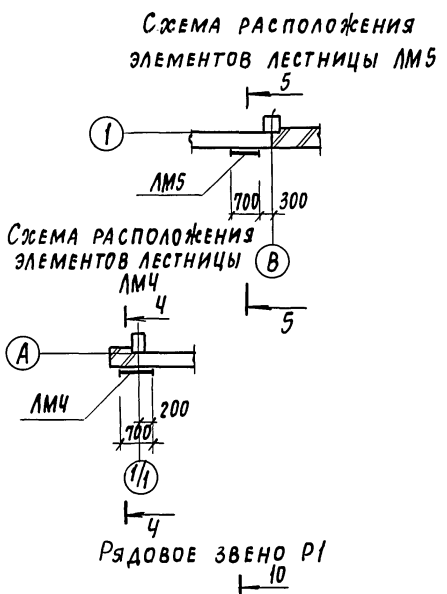 Схема расположения
элементов лестницы ЛМ5
5
1
ЛМ5
700
300
В
5
Схема расположения
элементов лестницы
ЛМ4
4
А
ЛМ4
200
700
1/1
4
Рядовое звено Р1
10